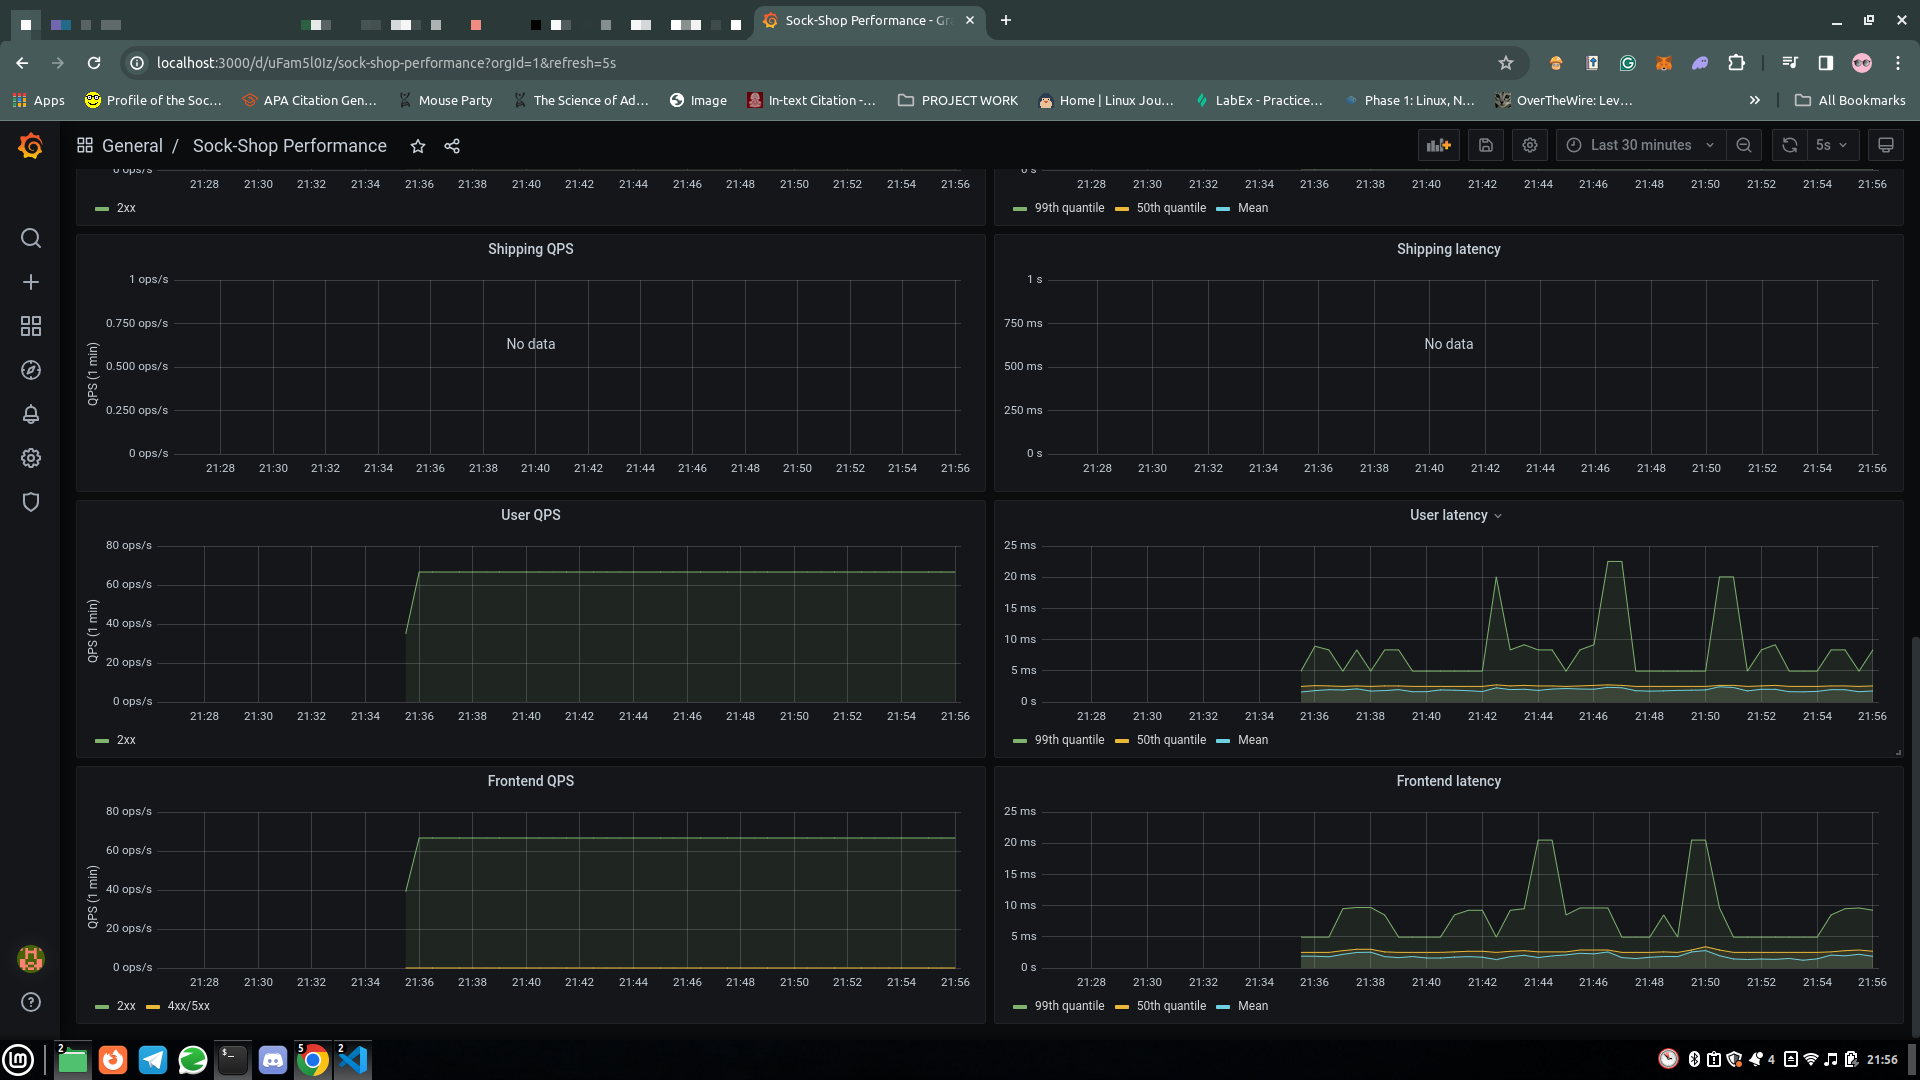 Sock-Shop Performance - Gr
localhost:3000/d/uFam5l0Iz/sock-shop-performance?orgId=1&refresh=5s
Apps Profile of the Soc... APA Citation Gen... Mouse Party The Science of Ad... Image In-text Citation -... PROJECT WORK Home | Linux Jou... LabEx - Practice... Phase 1: Linux, N... OverTheWire: Lev... All Bookmarks
General / Sock-Shop Performance Last 30 minutes 5s
0 ops/s
21:28 21:30 21:32 21:34 21:36 21:38 21:40 21:42 21:44 21:46 21:48 21:50 21:52 21:54 21:56
2xx
0 s
21:28 21:30 21:32 21:34 21:36 21:38 21:40 21:42 21:44 21:46 21:48 21:50 21:52 21:54 21:56
99th quantile 50th quantile Mean
Shipping QPS
QPS (1 min)
1 ops/s
0.750 ops/s
No data
0.500 ops/s
0.250 ops/s
0 ops/s
21:28 21:30 21:32 21:34 21:36 21:38 21:40 21:42 21:44 21:46 21:48 21:50 21:52 21:54 21:56
Shipping latency
1 s
750 ms
No data
500 ms
250 ms
0 s
21:28 21:30 21:32 21:34 21:36 21:38 21:40 21:42 21:44 21:46 21:48 21:50 21:52 21:54 21:56
User QPS
QPS (1 min)
80 ops/s
60 ops/s
40 ops/s
20 ops/s
0 ops/s
21:28 21:30 21:32 21:34 21:36 21:38 21:40 21:42 21:44 21:46 21:48 21:50 21:52 21:54 21:56
2xx
User latency
25 ms
20 ms
15 ms
10 ms
5 ms
0 s
21:28 21:30 21:32 21:34 21:36 21:38 21:40 21:42 21:44 21:46 21:48 21:50 21:52 21:54 21:56
99th quantile 50th quantile Mean
Frontend QPS
QPS (1 min)
80 ops/s
60 ops/s
40 ops/s
20 ops/s
0 ops/s
21:28 21:30 21:32 21:34 21:36 21:38 21:40 21:42 21:44 21:46 21:48 21:50 21:52 21:54 21:56
2xx 4xx/5xx
Frontend latency
25 ms
20 ms
15 ms
10 ms
5 ms
0 s
21:28 21:30 21:32 21:34 21:36 21:38 21:40 21:42 21:44 21:46 21:48 21:50 21:52 21:54 21:56
99th quantile 50th quantile Mean
2 $_ 5 2 4 21:56